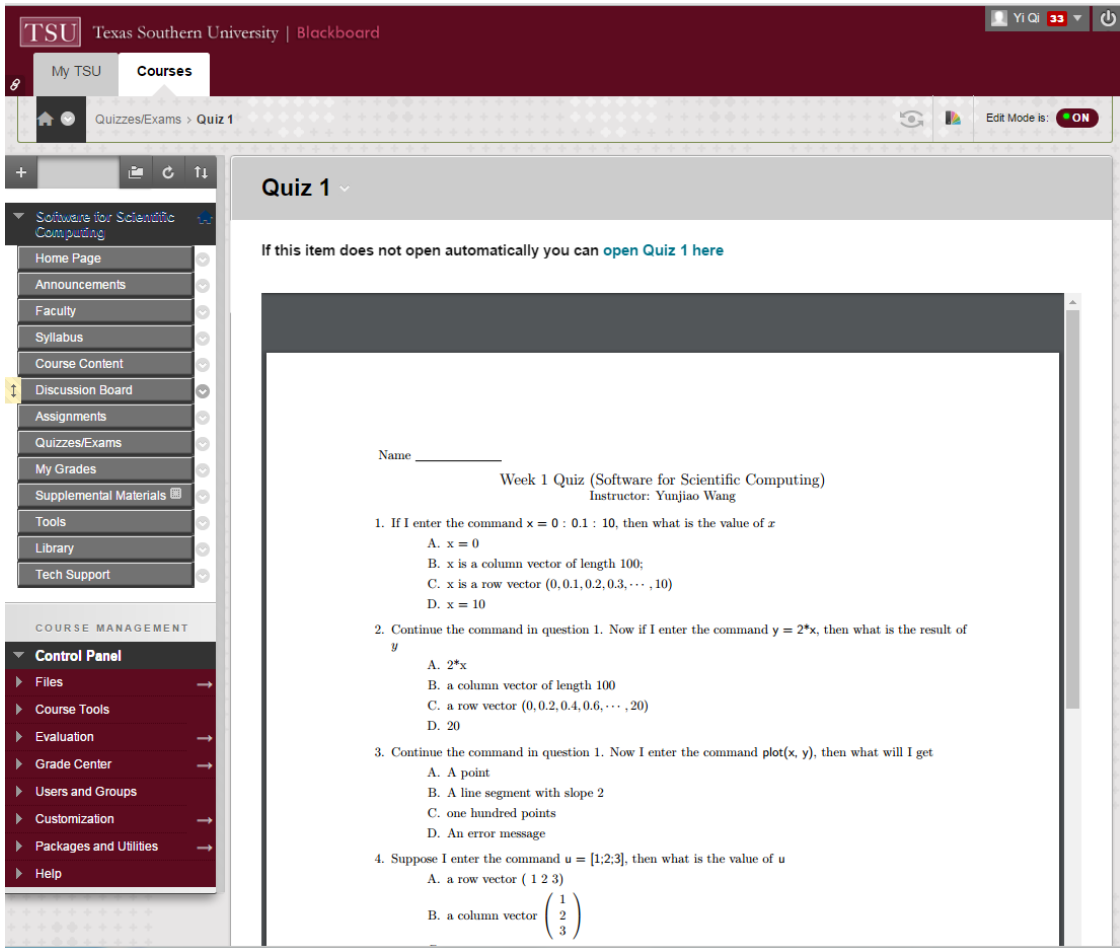 TSU Texas Southern University | Blackboard
Yi Qi 33
My TSU
Courses
Quizzes/Exams > Quiz 1
Edit Mode is: ON
Software for Scientific
Computing
Home Page
Announcements
Faculty
Syllabus
Course Content
Discussion Board
Assignments
Quizzes/Exams
My Grades
Supplemental Materials
Tools
Library
Tech Support
COURSE MANAGEMENT
Control Panel
Files
Course Tools
Evaluation
Grade Center
Users and Groups
Customization
Packages and Utilities
Help
Quiz 1
If this item does not open automatically you can open Quiz 1 here
Name
Week 1 Quiz (Software for Scientific Computing)
Instructor: Yunjiao Wang
1. If I enter the command x = 0 : 0.1 : 10, then what is the value of x
A. x = 0
B. x is a column vector of length 100;
C. x is a row vector (0, 0.1, 0.2, 0.3, ··· , 10)
D. x = 10
2. Continue the command in question 1. Now if I enter the command y = 2*x, then what is the result of
y
A. 2*x
B. a column vector of length 100
C. a row vector (0, 0.2, 0.4, 0.6, ··· , 20)
D. 20
3. Continue the command in question 1. Now I enter the command plot(x, y), then what will I get
A. A point
B. A line segment with slope 2
C. one hundred points
D. An error message
4. Suppose I enter the command u = [1;2;3], then what is the value of u
A. a row vector ( 1 2 3)
B. a column vector ( 1
2
3 )